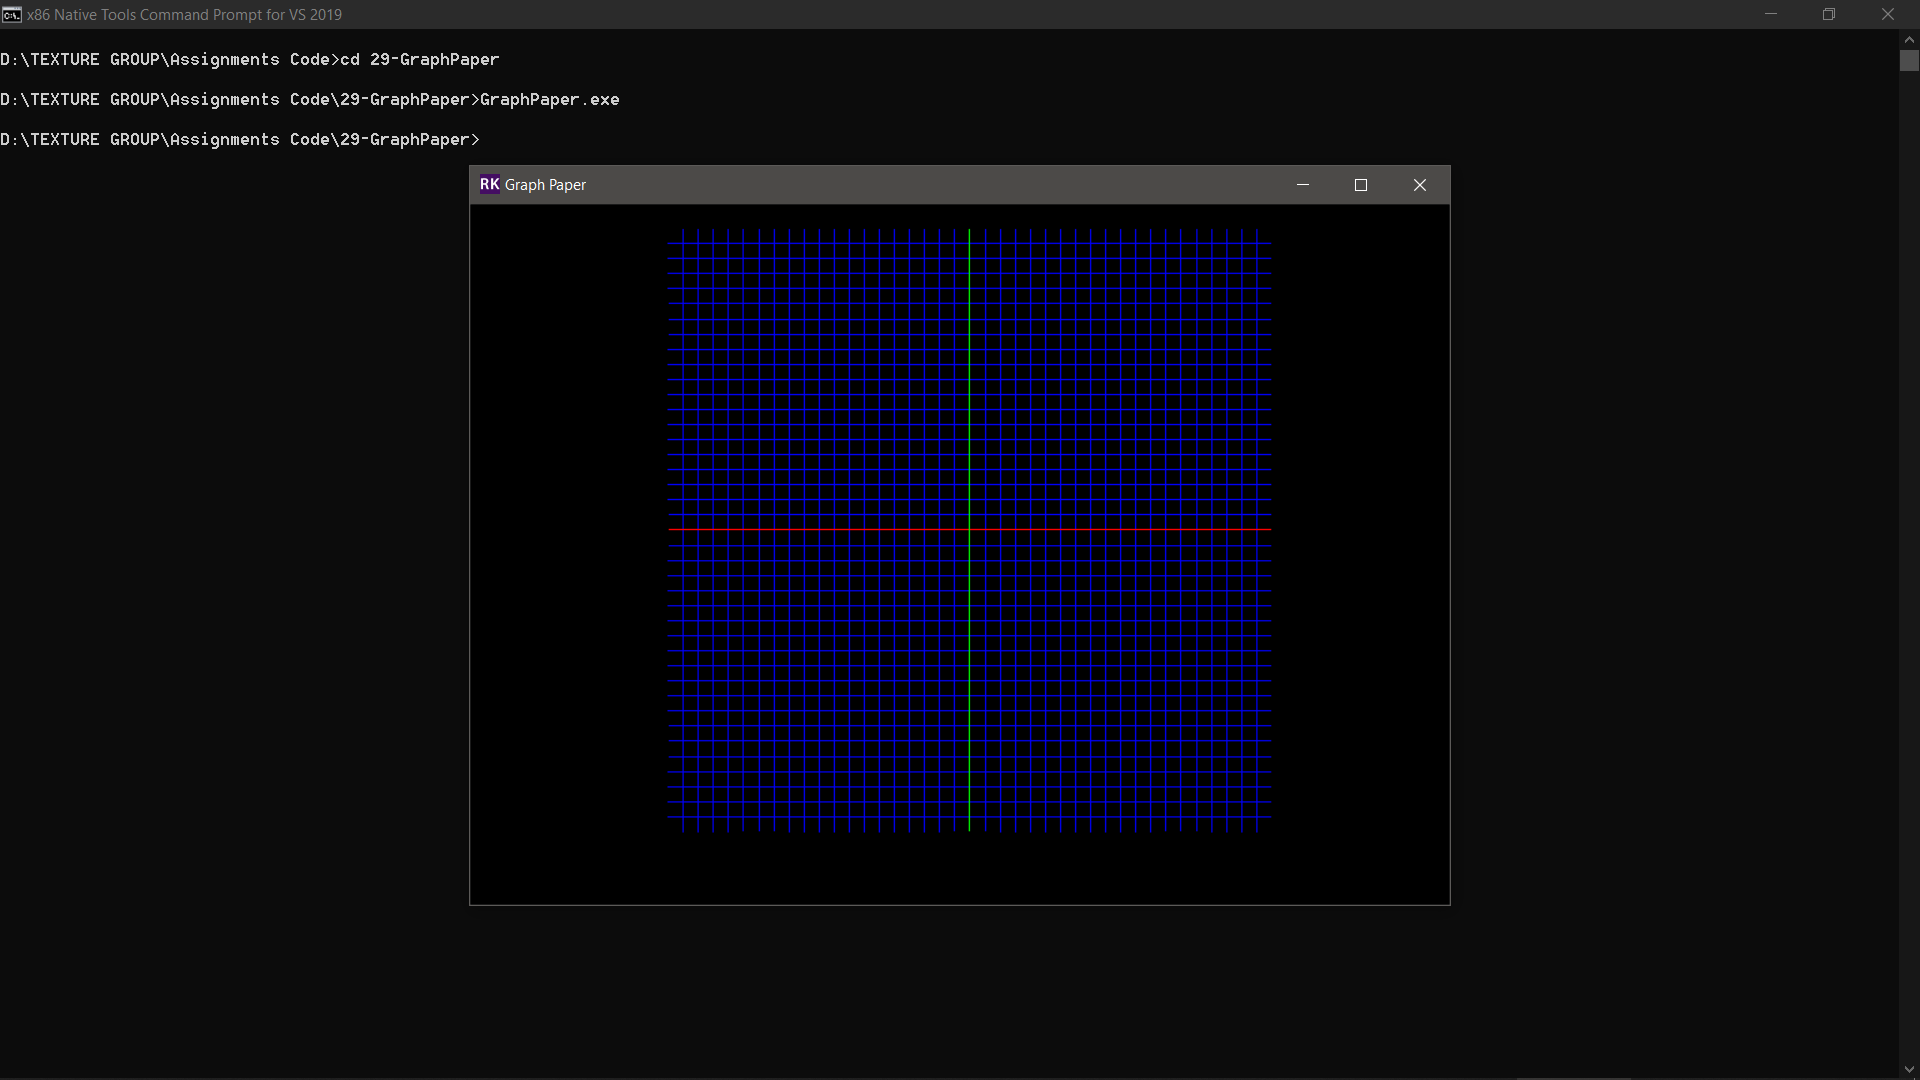 x86 Native Tools Command Prompt for VS 2019
D:\TEXTURE GROUP\Assignments Code>cd 29-GraphPaper
D:\TEXTURE GROUP\Assignments Code\29-GraphPaper>GraphPaper.exe
D:\TEXTURE GROUP\Assignments Code\29-GraphPaper>
RK Graph Paper